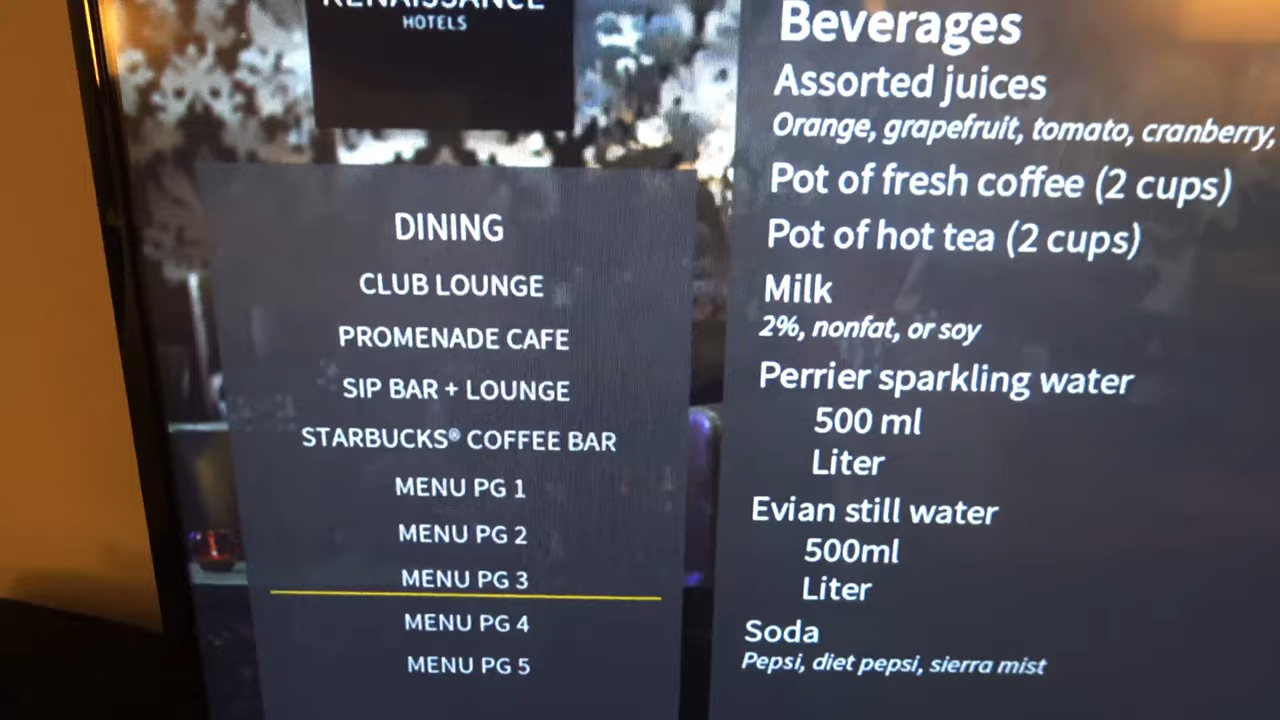 RENAISSANCE
HOTELS
DINING
CLUB LOUNGE
PROMENADE CAFE
SIP BAR + LOUNGE
STARBUCKS® COFFEE BAR
MENU PG 1
MENU PG 2
MENU PG 3
MENU PG 4
MENU PG 5
Beverages
Assorted juices
Orange, grapefruit, tomato, cranberry,
Pot of fresh coffee (2 cups)
Pot of hot tea (2 cups)
Milk
2%, nonfat, or soy
Perrier sparkling water
500 ml
Liter
Evian still water
500ml
Liter
Soda
Pepsi, diet pepsi, sierra mist